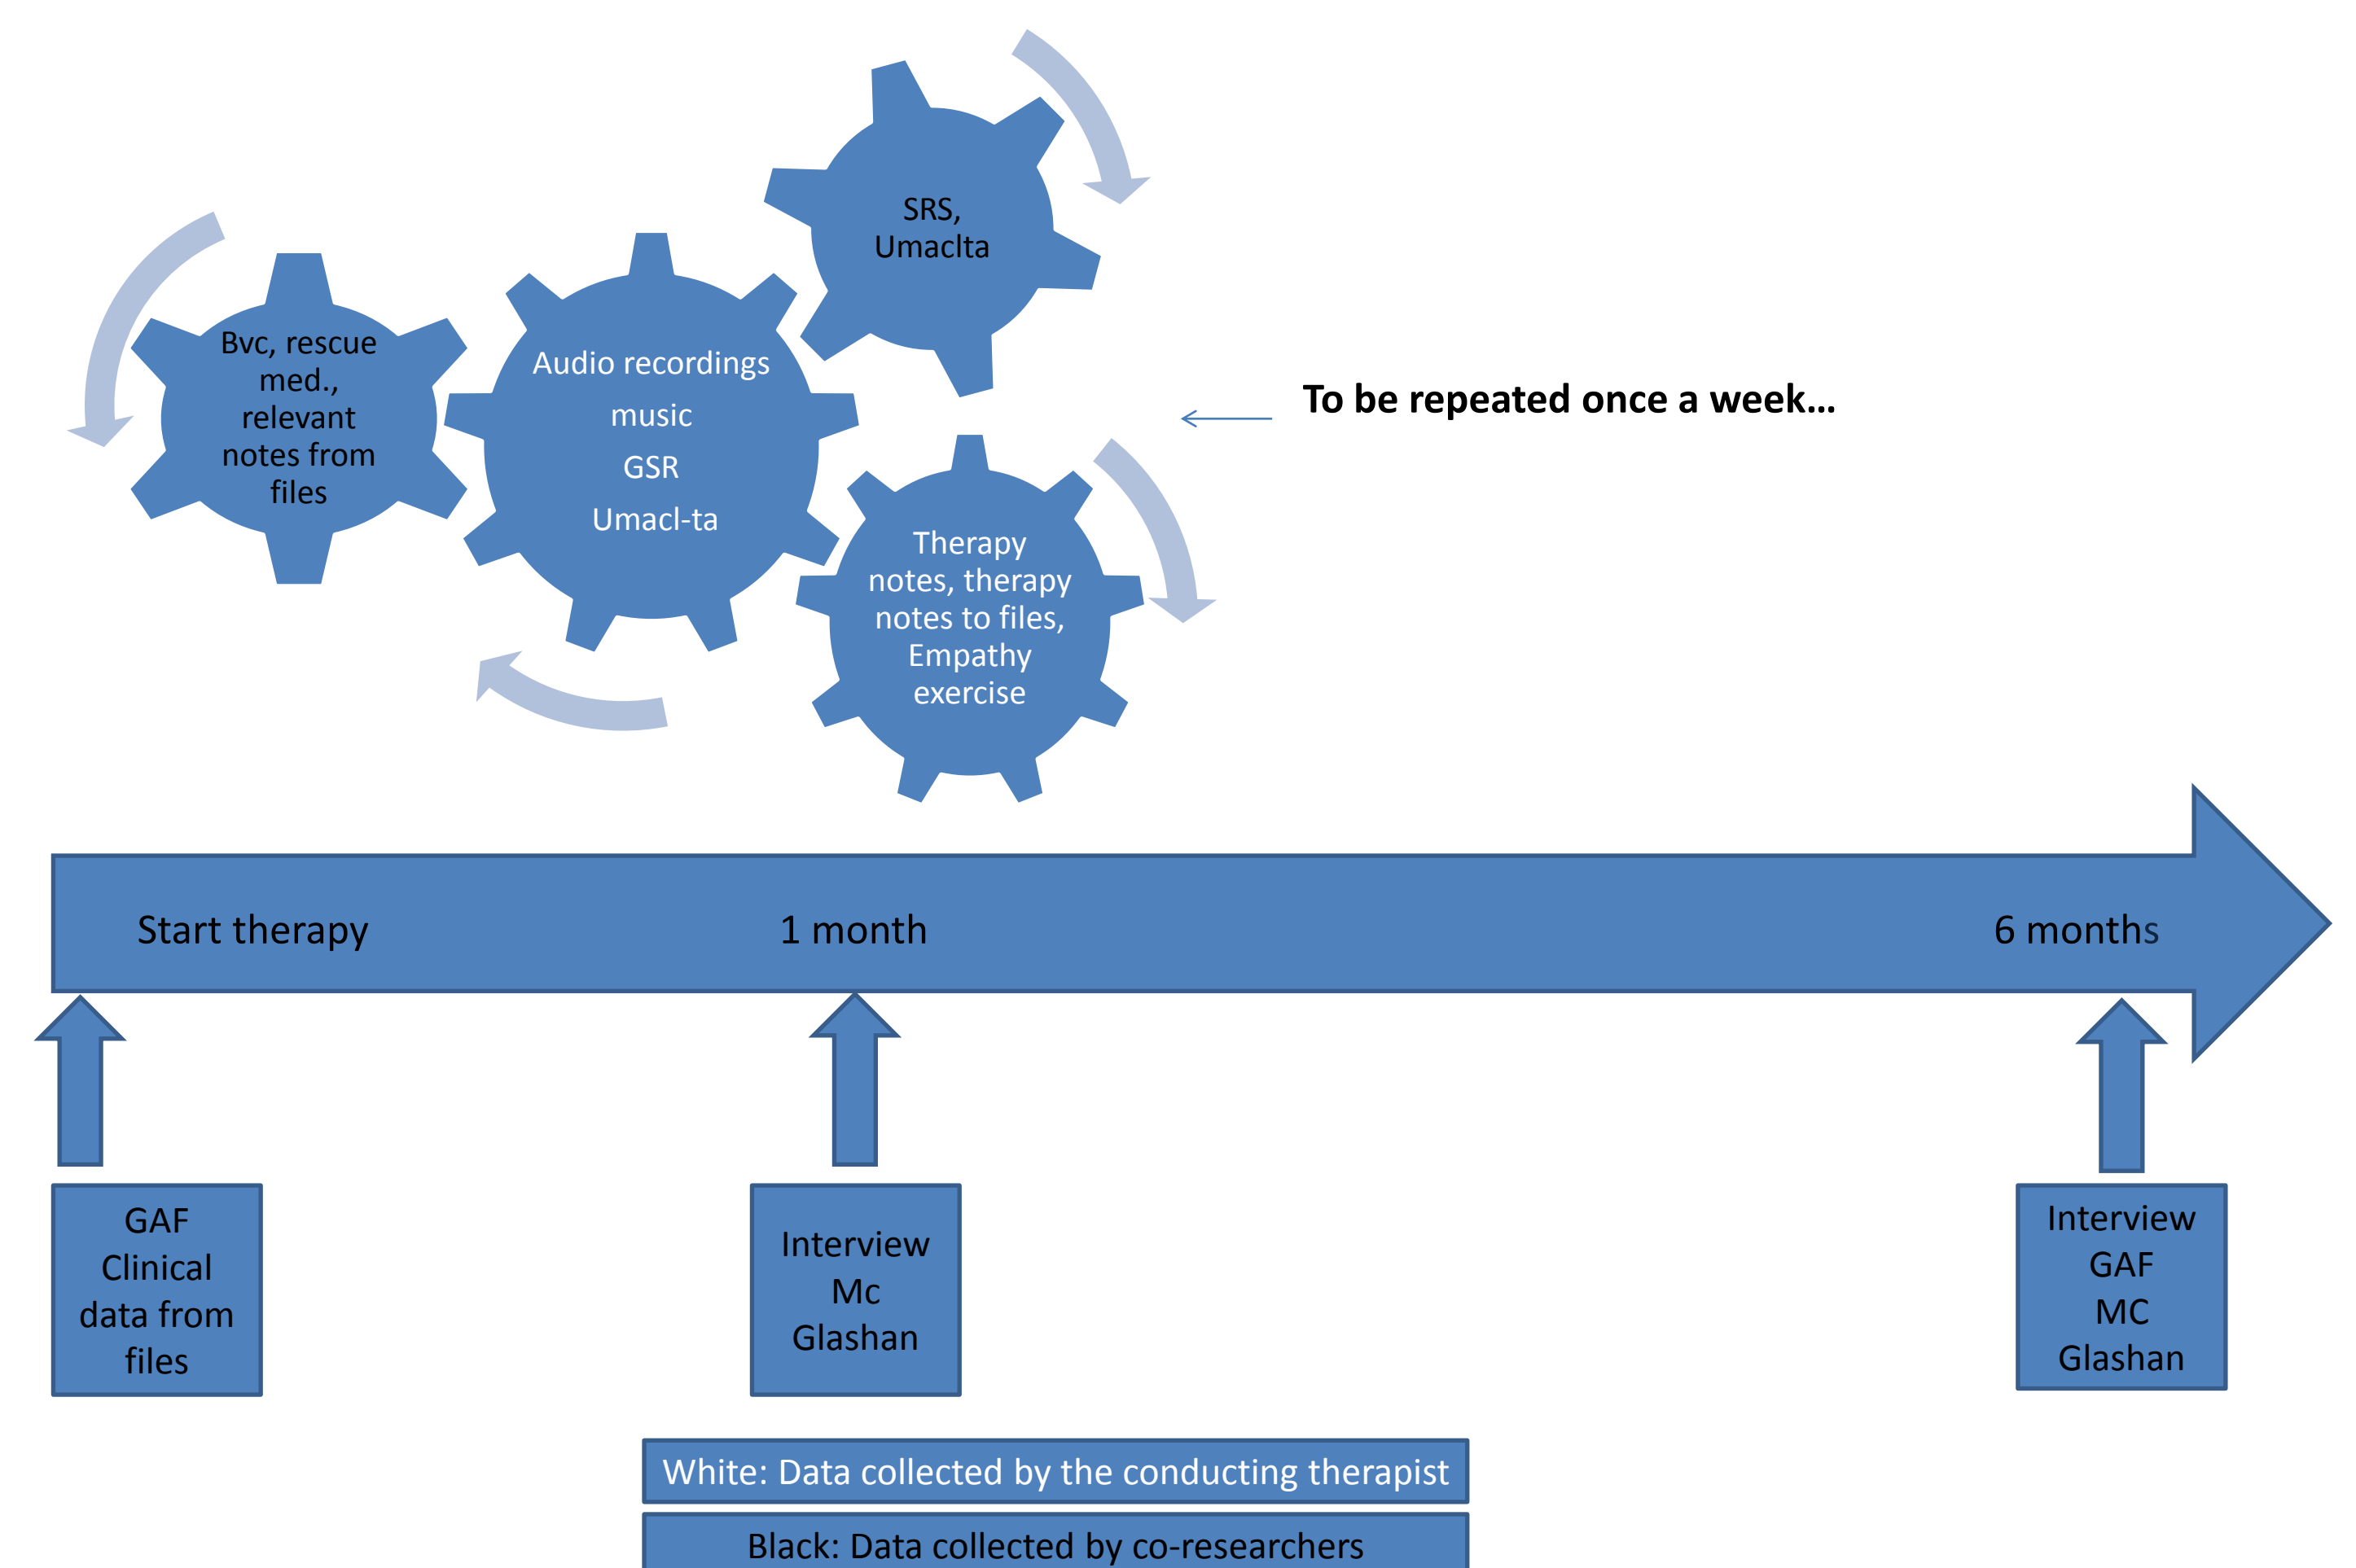 SRS,
Umaclta
Bvc, rescue
med.,
relevant
notes from
files
Audio recordings
music
GSR
Umacl-ta
To be repeated once a week...
Therapy
notes, therapy
notes to files,
Empathy
exercise
Start therapy
1 month
6 months
GAF
Clinical
data from
files
Interview
Mc
Glashan
Interview
GAF
MC
Glashan
White: Data collected by the conducting therapist
Black: Data collected by co-researchers